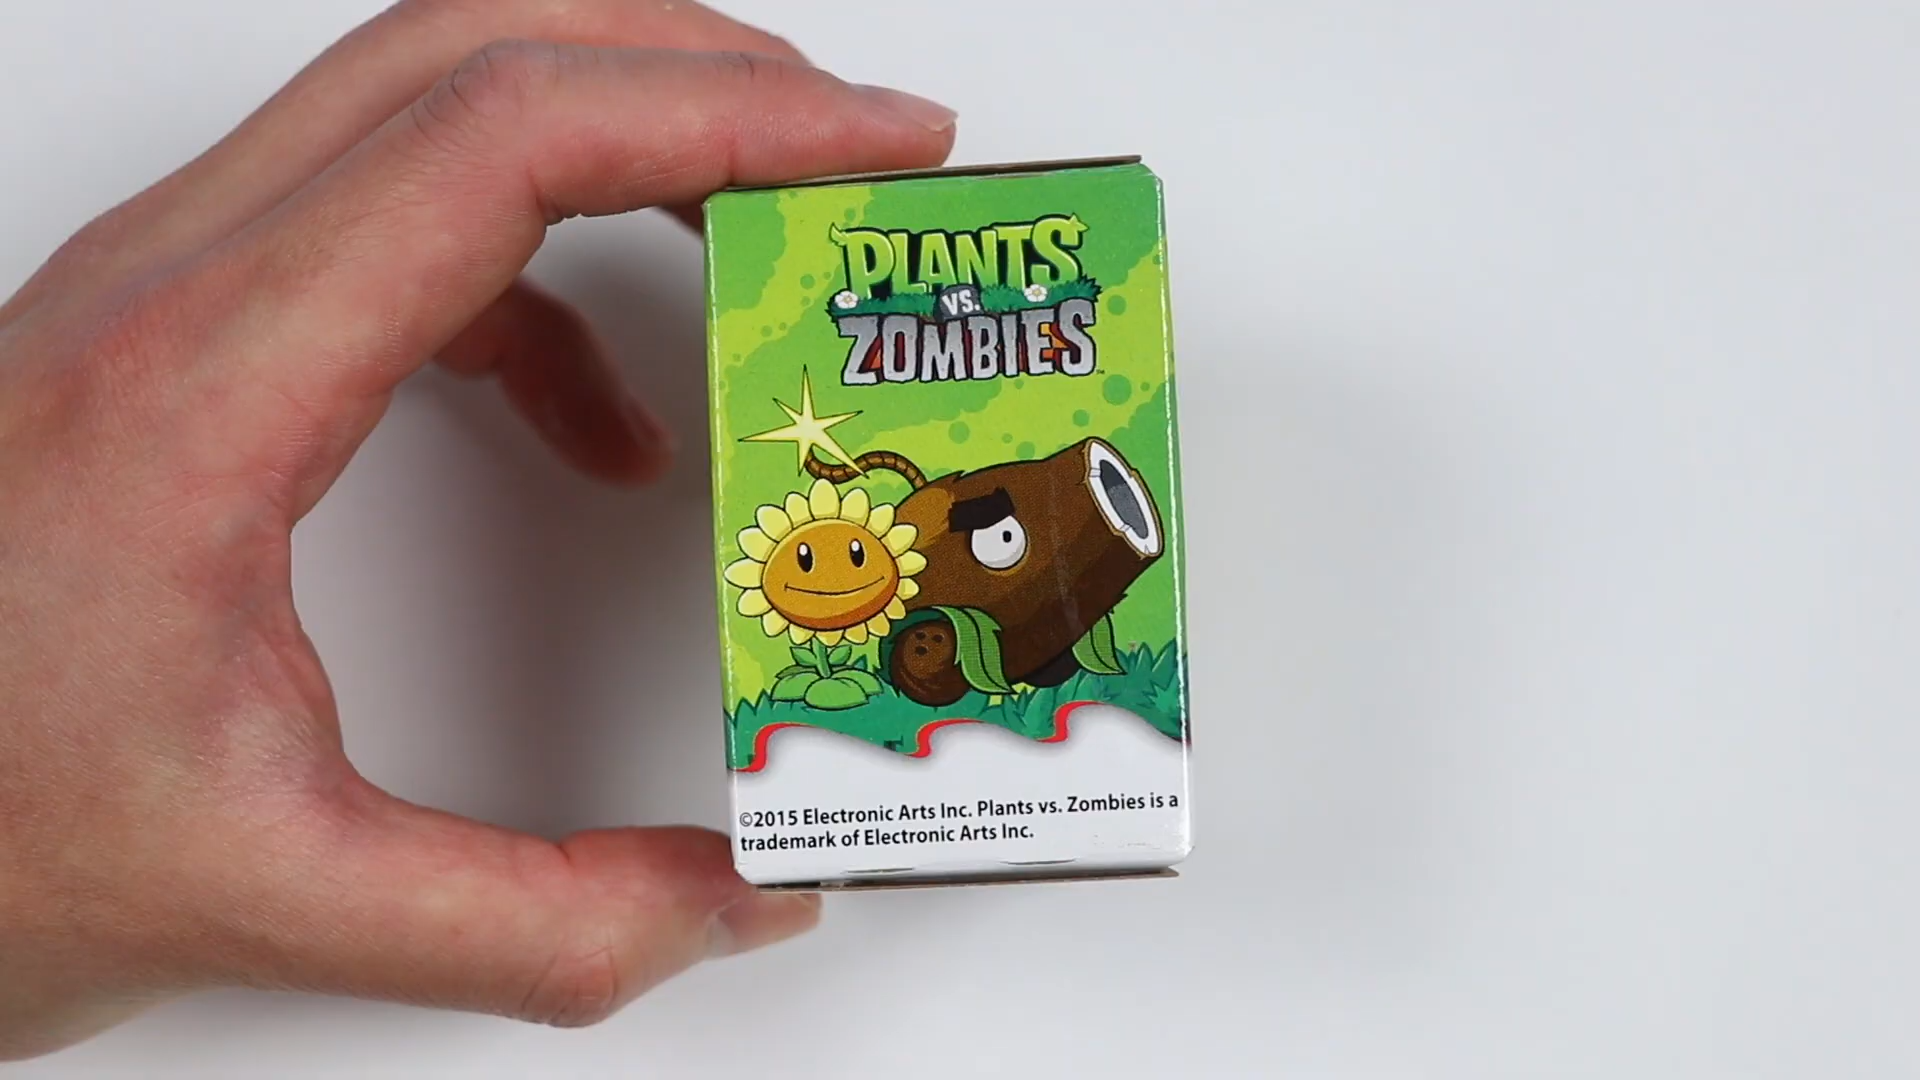 PLANTS
VS.
ZOMBIES
©2015 Electronic Arts Inc. Plants vs. Zombies is a
trademark of Electronic Arts Inc.